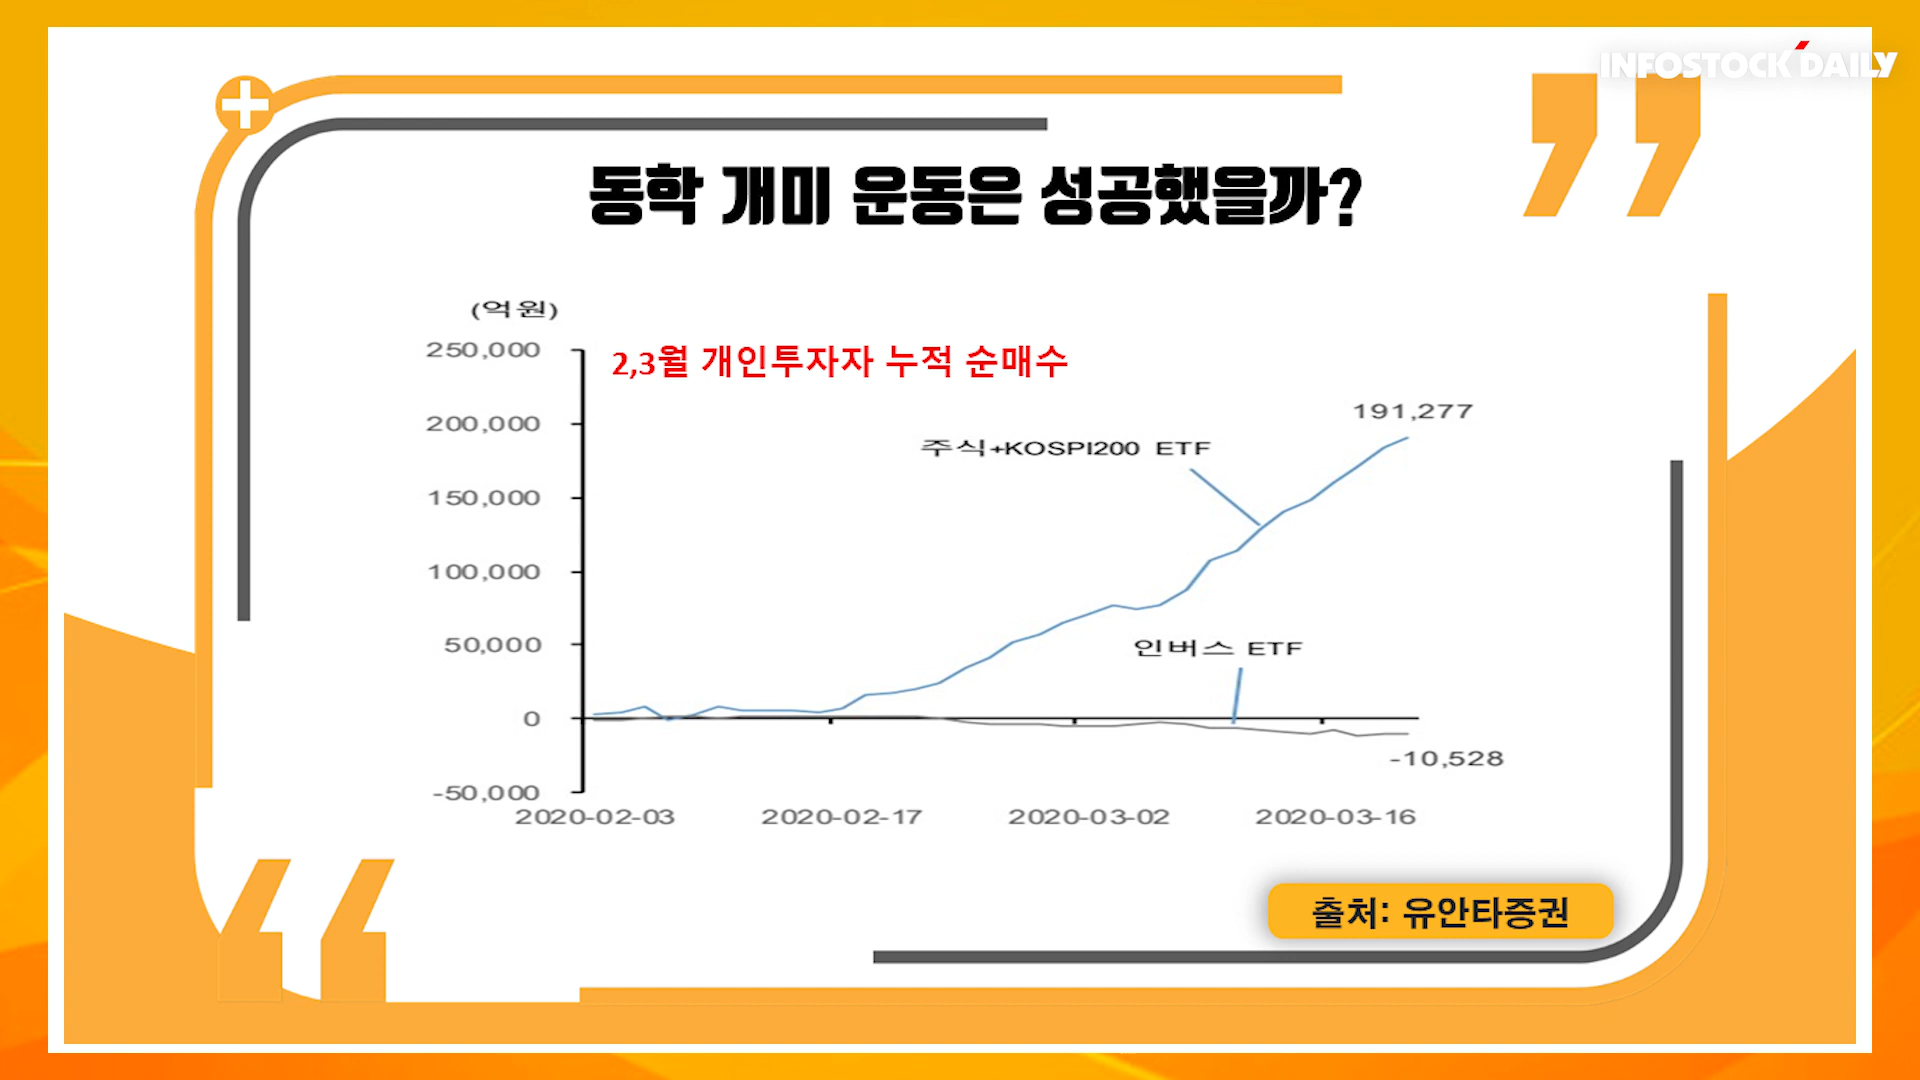 INFOSTOCK DAILY
동학 개미 운동은 성공했을까?
(억원)
2,3월 개인투자자 누적 순매수
250,000
200,000
150,000
100,000
50,000
0
-50,000
191,277
주식+KOSPI200 ETF
인버스 ETF
-10,528
2020-02-03
2020-02-17
2020-03-02
2020-03-16
출처: 유안타증권